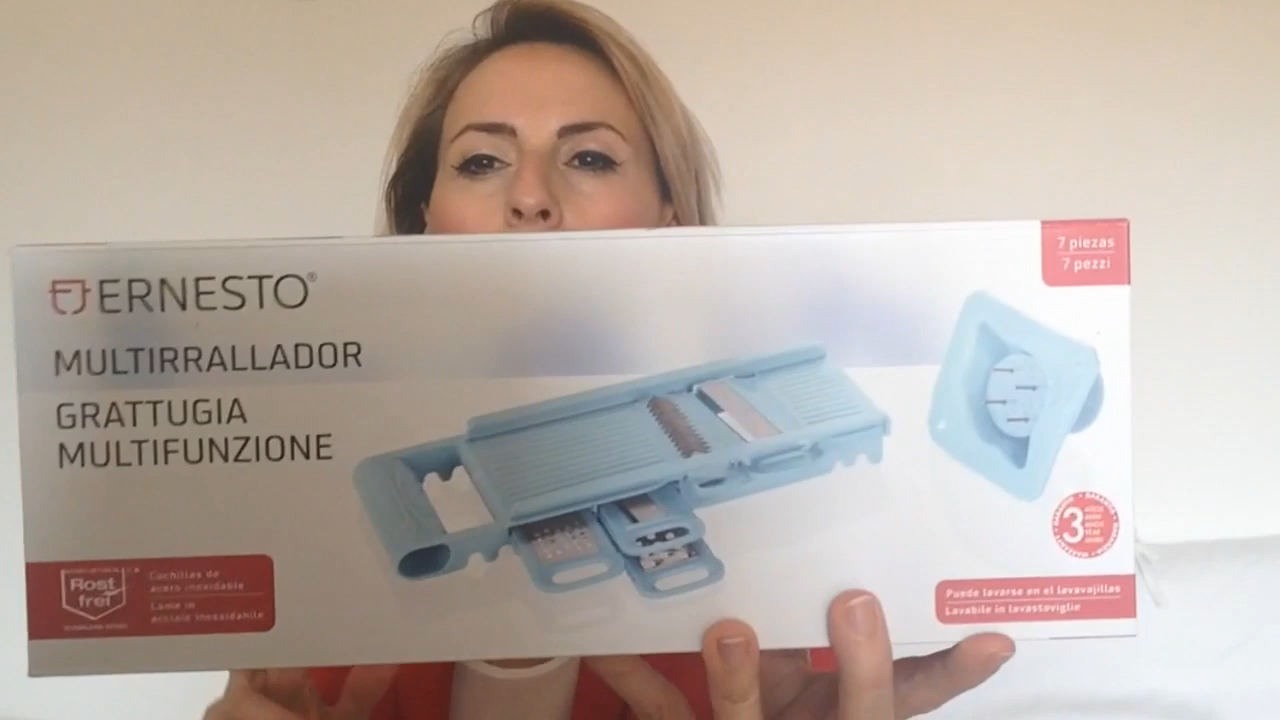 ERNESTO®
MULTIRRALLADOR
GRATTUGIA
MULTIFUNZIONE
7 piezas
7 pezzi
Rost
frei
Cuchillas de
acero inoxidable
Lame in
acciaio inossidabile
3
Puede lavarse en el lavavajillas
Lavabile in lavastoviglie